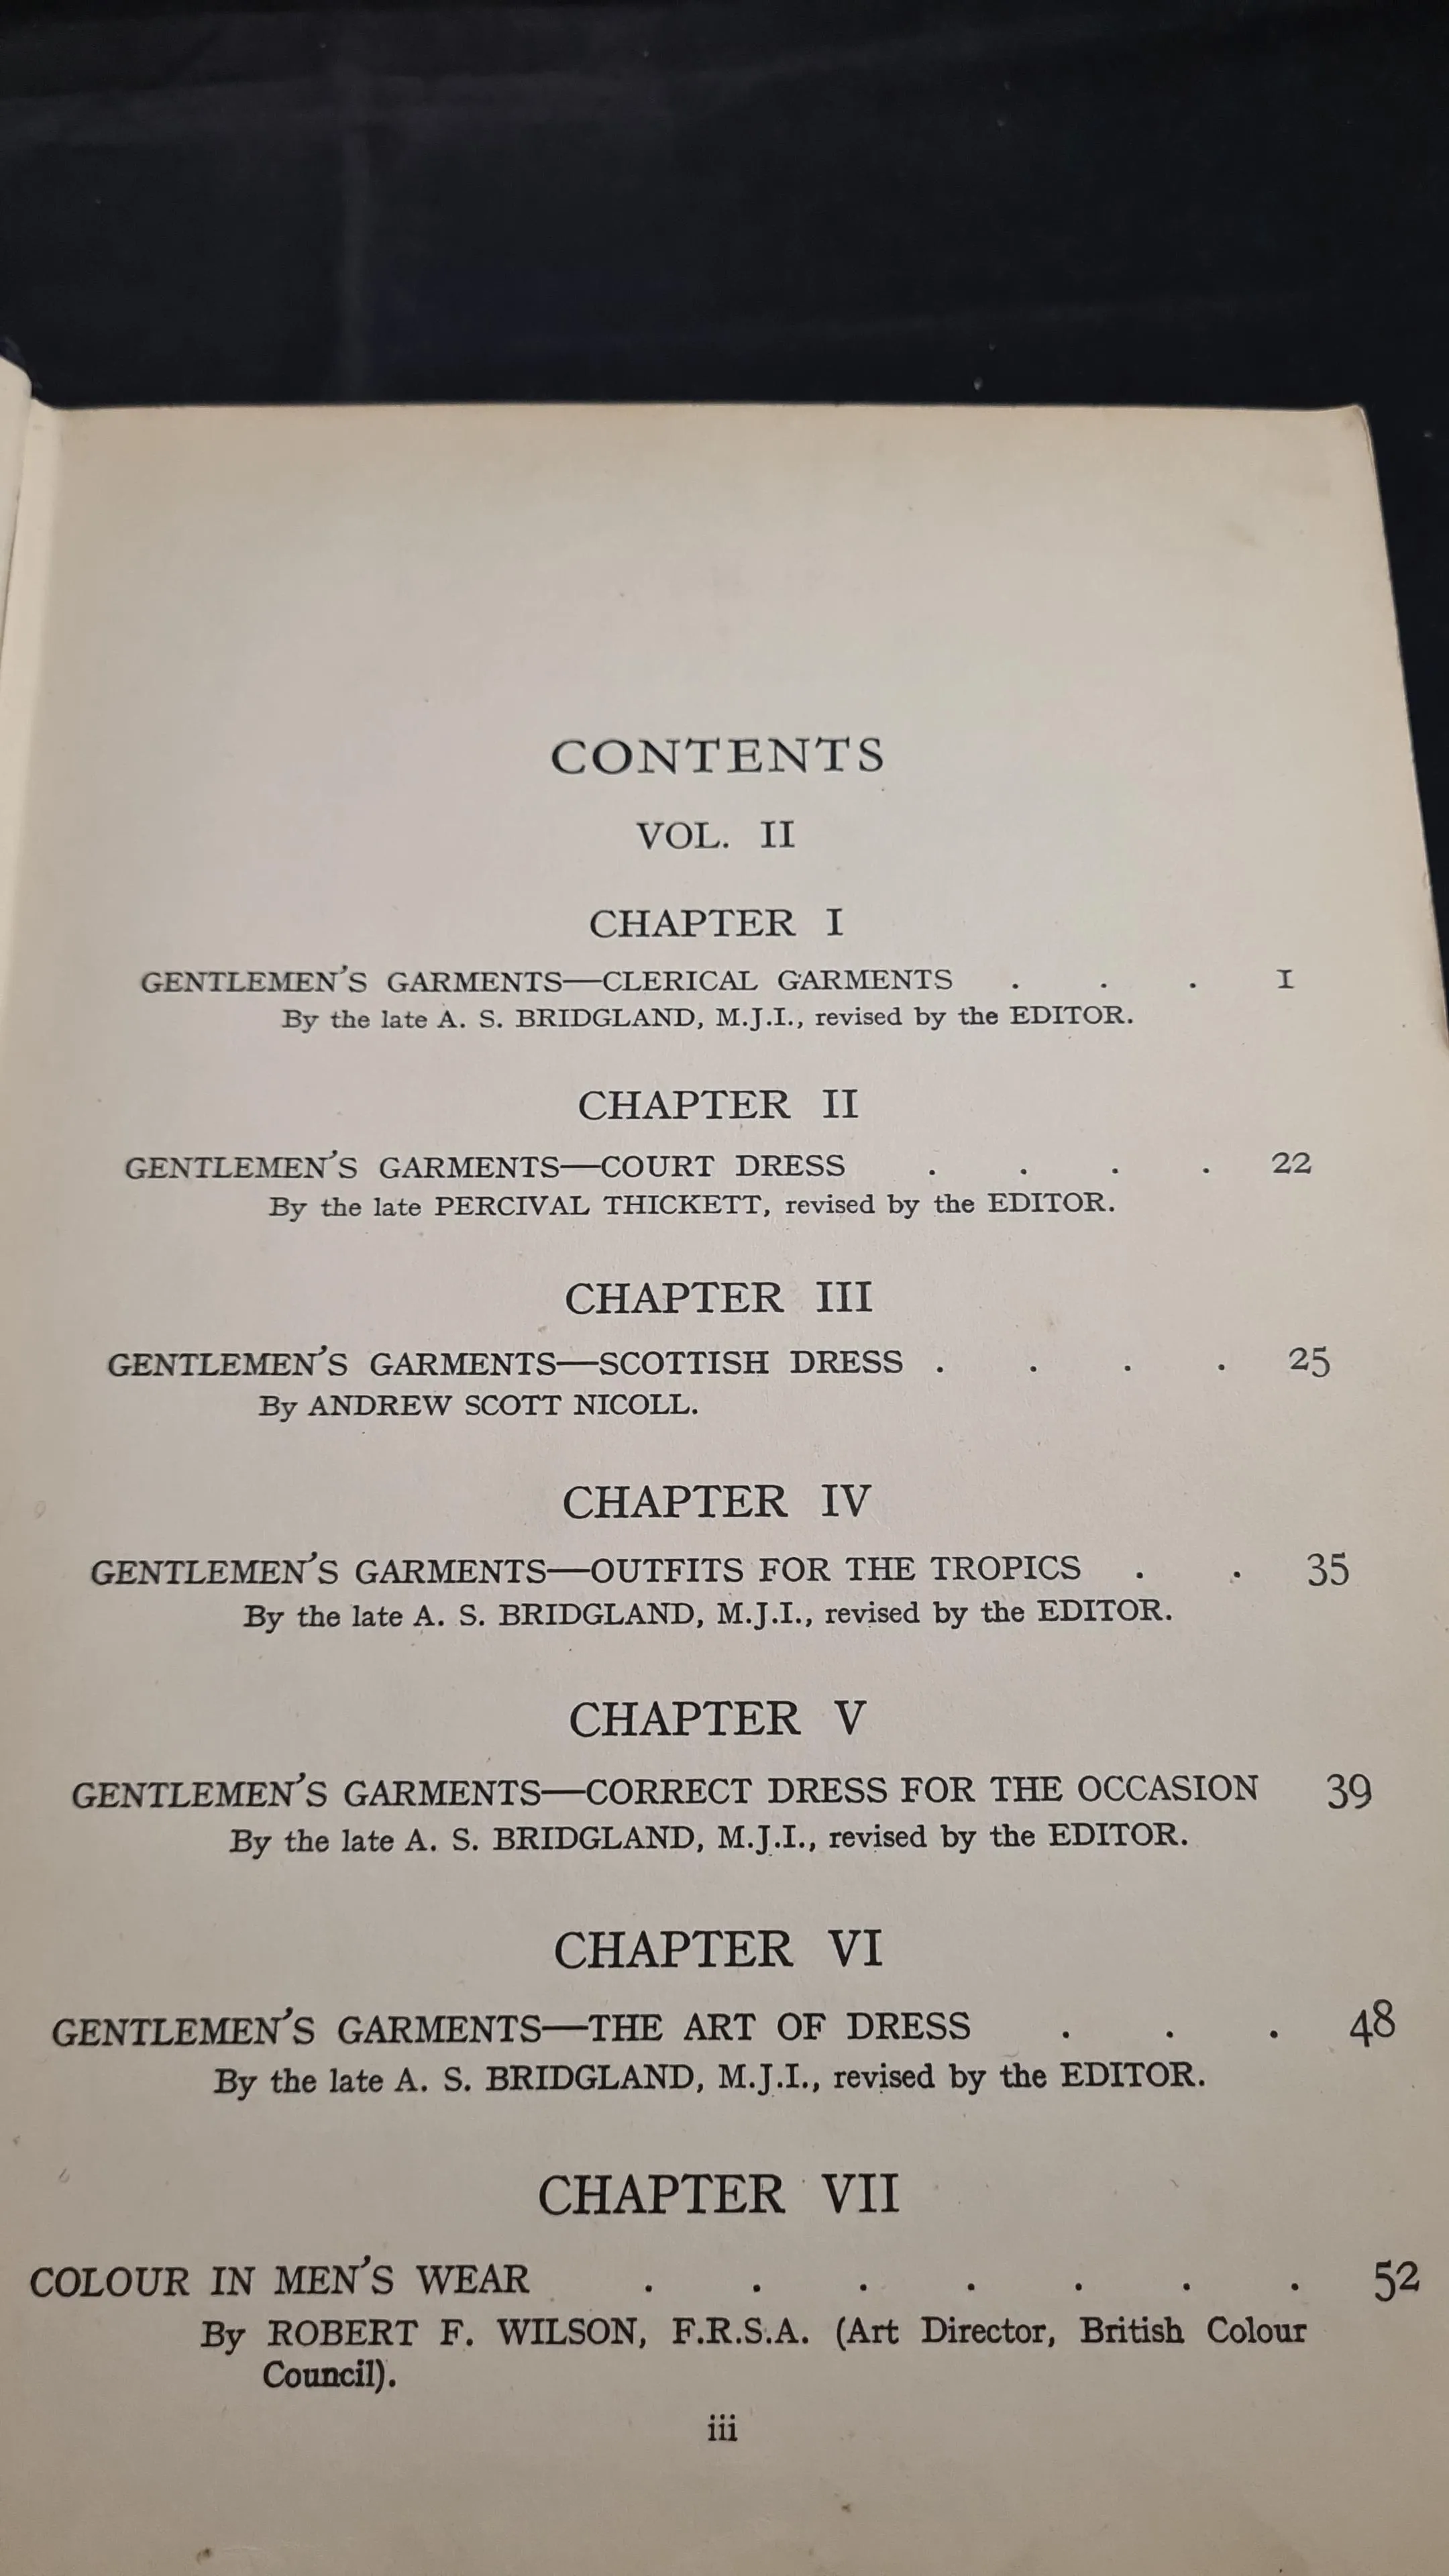 CONTENTS
VOL. II
CHAPTER I
GENTLEMEN'S GARMENTS—CLERICAL GARMENTS . . . 1
By the late A. S. BRIDGLAND, M.J.I., revised by the EDITOR.
CHAPTER II
GENTLEMEN'S GARMENTS—COURT DRESS . . . . 22
By the late PERCIVAL THICKETT, revised by the EDITOR.
CHAPTER III
GENTLEMEN'S GARMENTS—SCOTTISH DRESS . . . . 25
By ANDREW SCOTT NICOLL.
CHAPTER IV
GENTLEMEN'S GARMENTS—OUTFITS FOR THE TROPICS . . 35
By the late A. S. BRIDGLAND, M.J.I., revised by the EDITOR.
CHAPTER V
GENTLEMEN'S GARMENTS—CORRECT DRESS FOR THE OCCASION 39
By the late A. S. BRIDGLAND, M.J.I., revised by the EDITOR.
CHAPTER VI
GENTLEMEN'S GARMENTS—THE ART OF DRESS . . . 48
By the late A. S. BRIDGLAND, M.J.I., revised by the EDITOR.
CHAPTER VII
COLOUR IN MEN'S WEAR . . . . . . . 52
By ROBERT F. WILSON, F.R.S.A. (Art Director, British Colour
Council).
iii